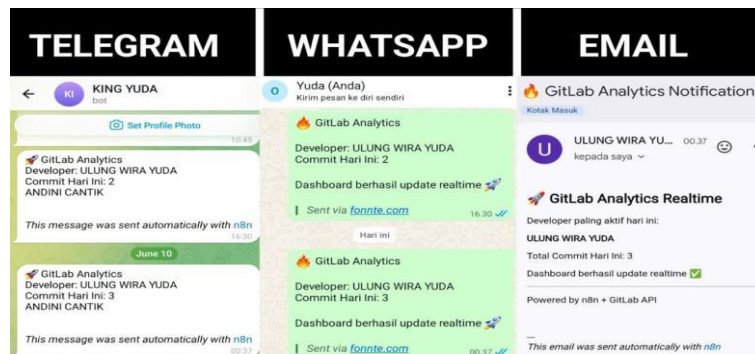 TELEGRAM
KING YUDA
bot
Set Profile Photo
10:45
🚀 GitLab Analytics
Developer: ULUNG WIRA YUDA
Commit Hari Ini: 2
ANDINI CANTIK
This message was sent automatically with n8n
16:30
June 10
🚀 GitLab Analytics
Developer: ULUNG WIRA YUDA
Commit Hari Ini: 3
ANDINI CANTIK
This message was sent automatically with n8n
00:37
WHATSAPP
Yuda (Anda)
Kirim pesan ke diri sendiri
🔥 GitLab Analytics
Developer: ULUNG WIRA YUDA
Commit Hari Ini: 2
Dashboard berhasil update realtime 🚀
Sent via fonnte.com
16.30
Hari ini
🔥 GitLab Analytics
Developer: ULUNG WIRA YUDA
Commit Hari Ini: 3
Dashboard berhasil update realtime 🚀
Sent via fonnte.com
00.37
EMAIL
🔥 GitLab Analytics Notification
Kotak Masuk
U
ULUNG WIRA YU... 00.37
kepada saya
🚀 GitLab Analytics Realtime
Developer paling aktif hari ini:
ULUNG WIRA YUDA
Total Commit Hari Ini: 3
Dashboard berhasil update realtime ✅
Powered by n8n + GitLab API
---
This email was sent automatically with n8n